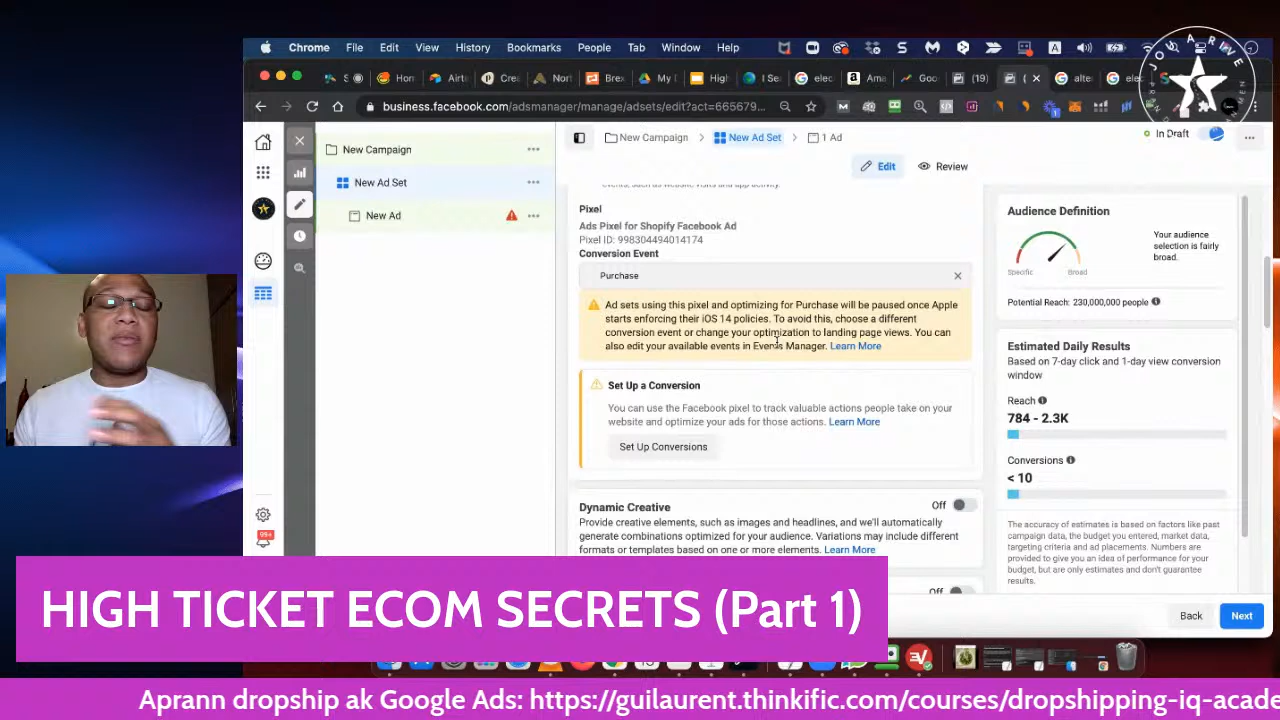 Chrome File Edit View History Bookmarks People Tab Window Help
business.facebook.com/adsmanager/manage/adsets/edit?act=665679...
New Campaign
New Ad Set
New Ad
New Campaign > New Ad Set > 1 Ad
In Draft
Edit
Review
Pixel
Ads Pixel for Shopify Facebook Ad
Pixel ID: 998304494014174
Conversion Event
Purchase
Ad sets using this pixel and optimizing for Purchase will be paused once Apple
starts enforcing their iOS 14 policies. To avoid this, choose a different
conversion event or change your optimization to landing page views. You can
also edit your available events in Events Manager. Learn More
Set Up a Conversion
You can use the Facebook pixel to track valuable actions people take on your
website and optimize your ads for those actions. Learn More
Set Up Conversions
Dynamic Creative
Off
Provide creative elements, such as images and headlines, and we'll automatically
generate combinations optimized for your audience. Variations may include different
formats or templates based on one or more elements. Learn More
Off
Audience Definition
Specific
Broad
Your audience
selection is fairly
broad.
Potential Reach: 230,000,000 people
Estimated Daily Results
Based on 7-day click and 1-day view conversion
window
Reach
784 - 2.3K
Conversions
< 10
The accuracy of estimates is based on factors like past
campaign data, the budget you entered, market data,
targeting criteria and ad placements. Numbers are
provided to give you an idea of performance for your
budget, but are only estimates and don't guarantee
results.
Back
Next
HIGH TICKET ECOM SECRETS (Part 1)
Aprann dropship ak Google Ads: https://guilaurent.thinkific.com/courses/dropshipping-iq-acade